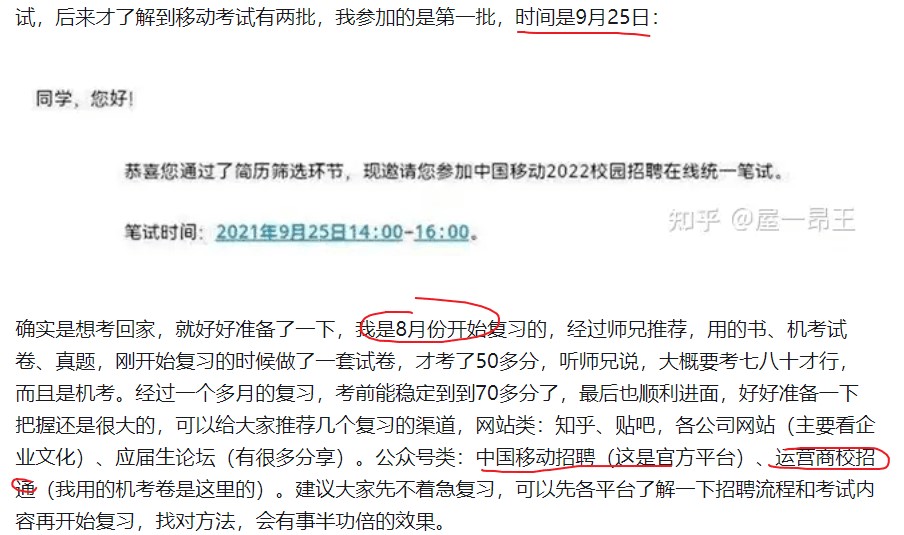 试，后来才了解到移动考试有两批，我参加的是第一批，时间是9月25日：
同学，您好!
恭喜您通过了简历筛选环节，现邀请您参加中国移动2022校园招聘在线统一笔试。
笔试时间：2021年9月25日14:00-16:00。
知乎 @屋一昂王
确实是想考回家，就好好准备了一下，我是8月份开始复习的，经过师兄推荐，用的书、机考试
卷、真题，刚开始复习的时候做了一套试卷，才考了50多分，听师兄说，大概要考七八十才行，
而且是机考。经过一个多月的复习，考前能稳定到到70多分了，最后也顺利进面，好好准备一下
把握还是很大的，可以给大家推荐几个复习的渠道，网站类：知乎、贴吧，各公司网站（主要看企
业文化）、应届生论坛（有很多分享）。公众号类：中国移动招聘（这是官方平台）、运营商校招
通（我用的机考卷是这里的）。建议大家先不着急复习，可以先各平台了解一下招聘流程和考试内
容再开始复习，找对方法，会有事半功倍的效果。